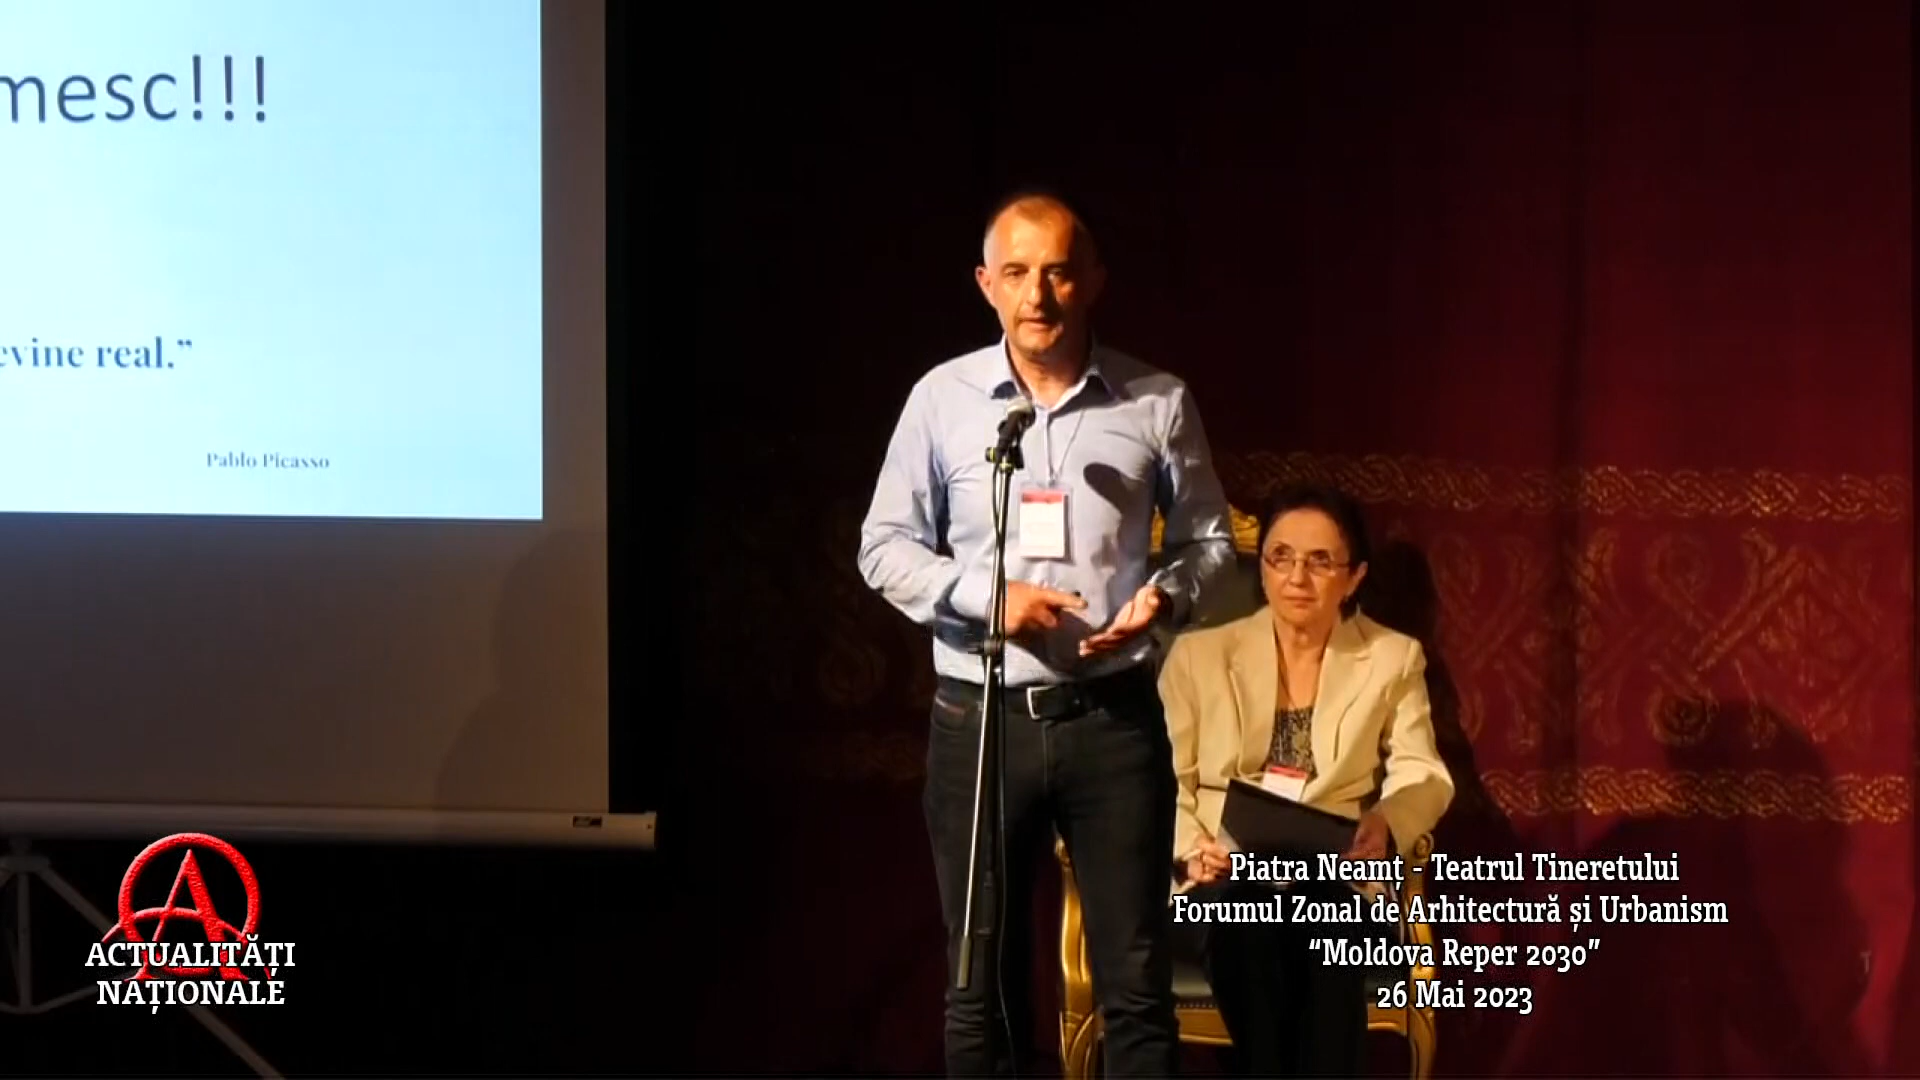 mesc!!!
evine real.”
Pablo Picasso
ACTUALITĂȚI
NAȚIONALE
Piatra Neamț - Teatrul Tineretului
Forumul Zonal de Arhitectură și Urbanism
“Moldova Reper 2030”
26 Mai 2023